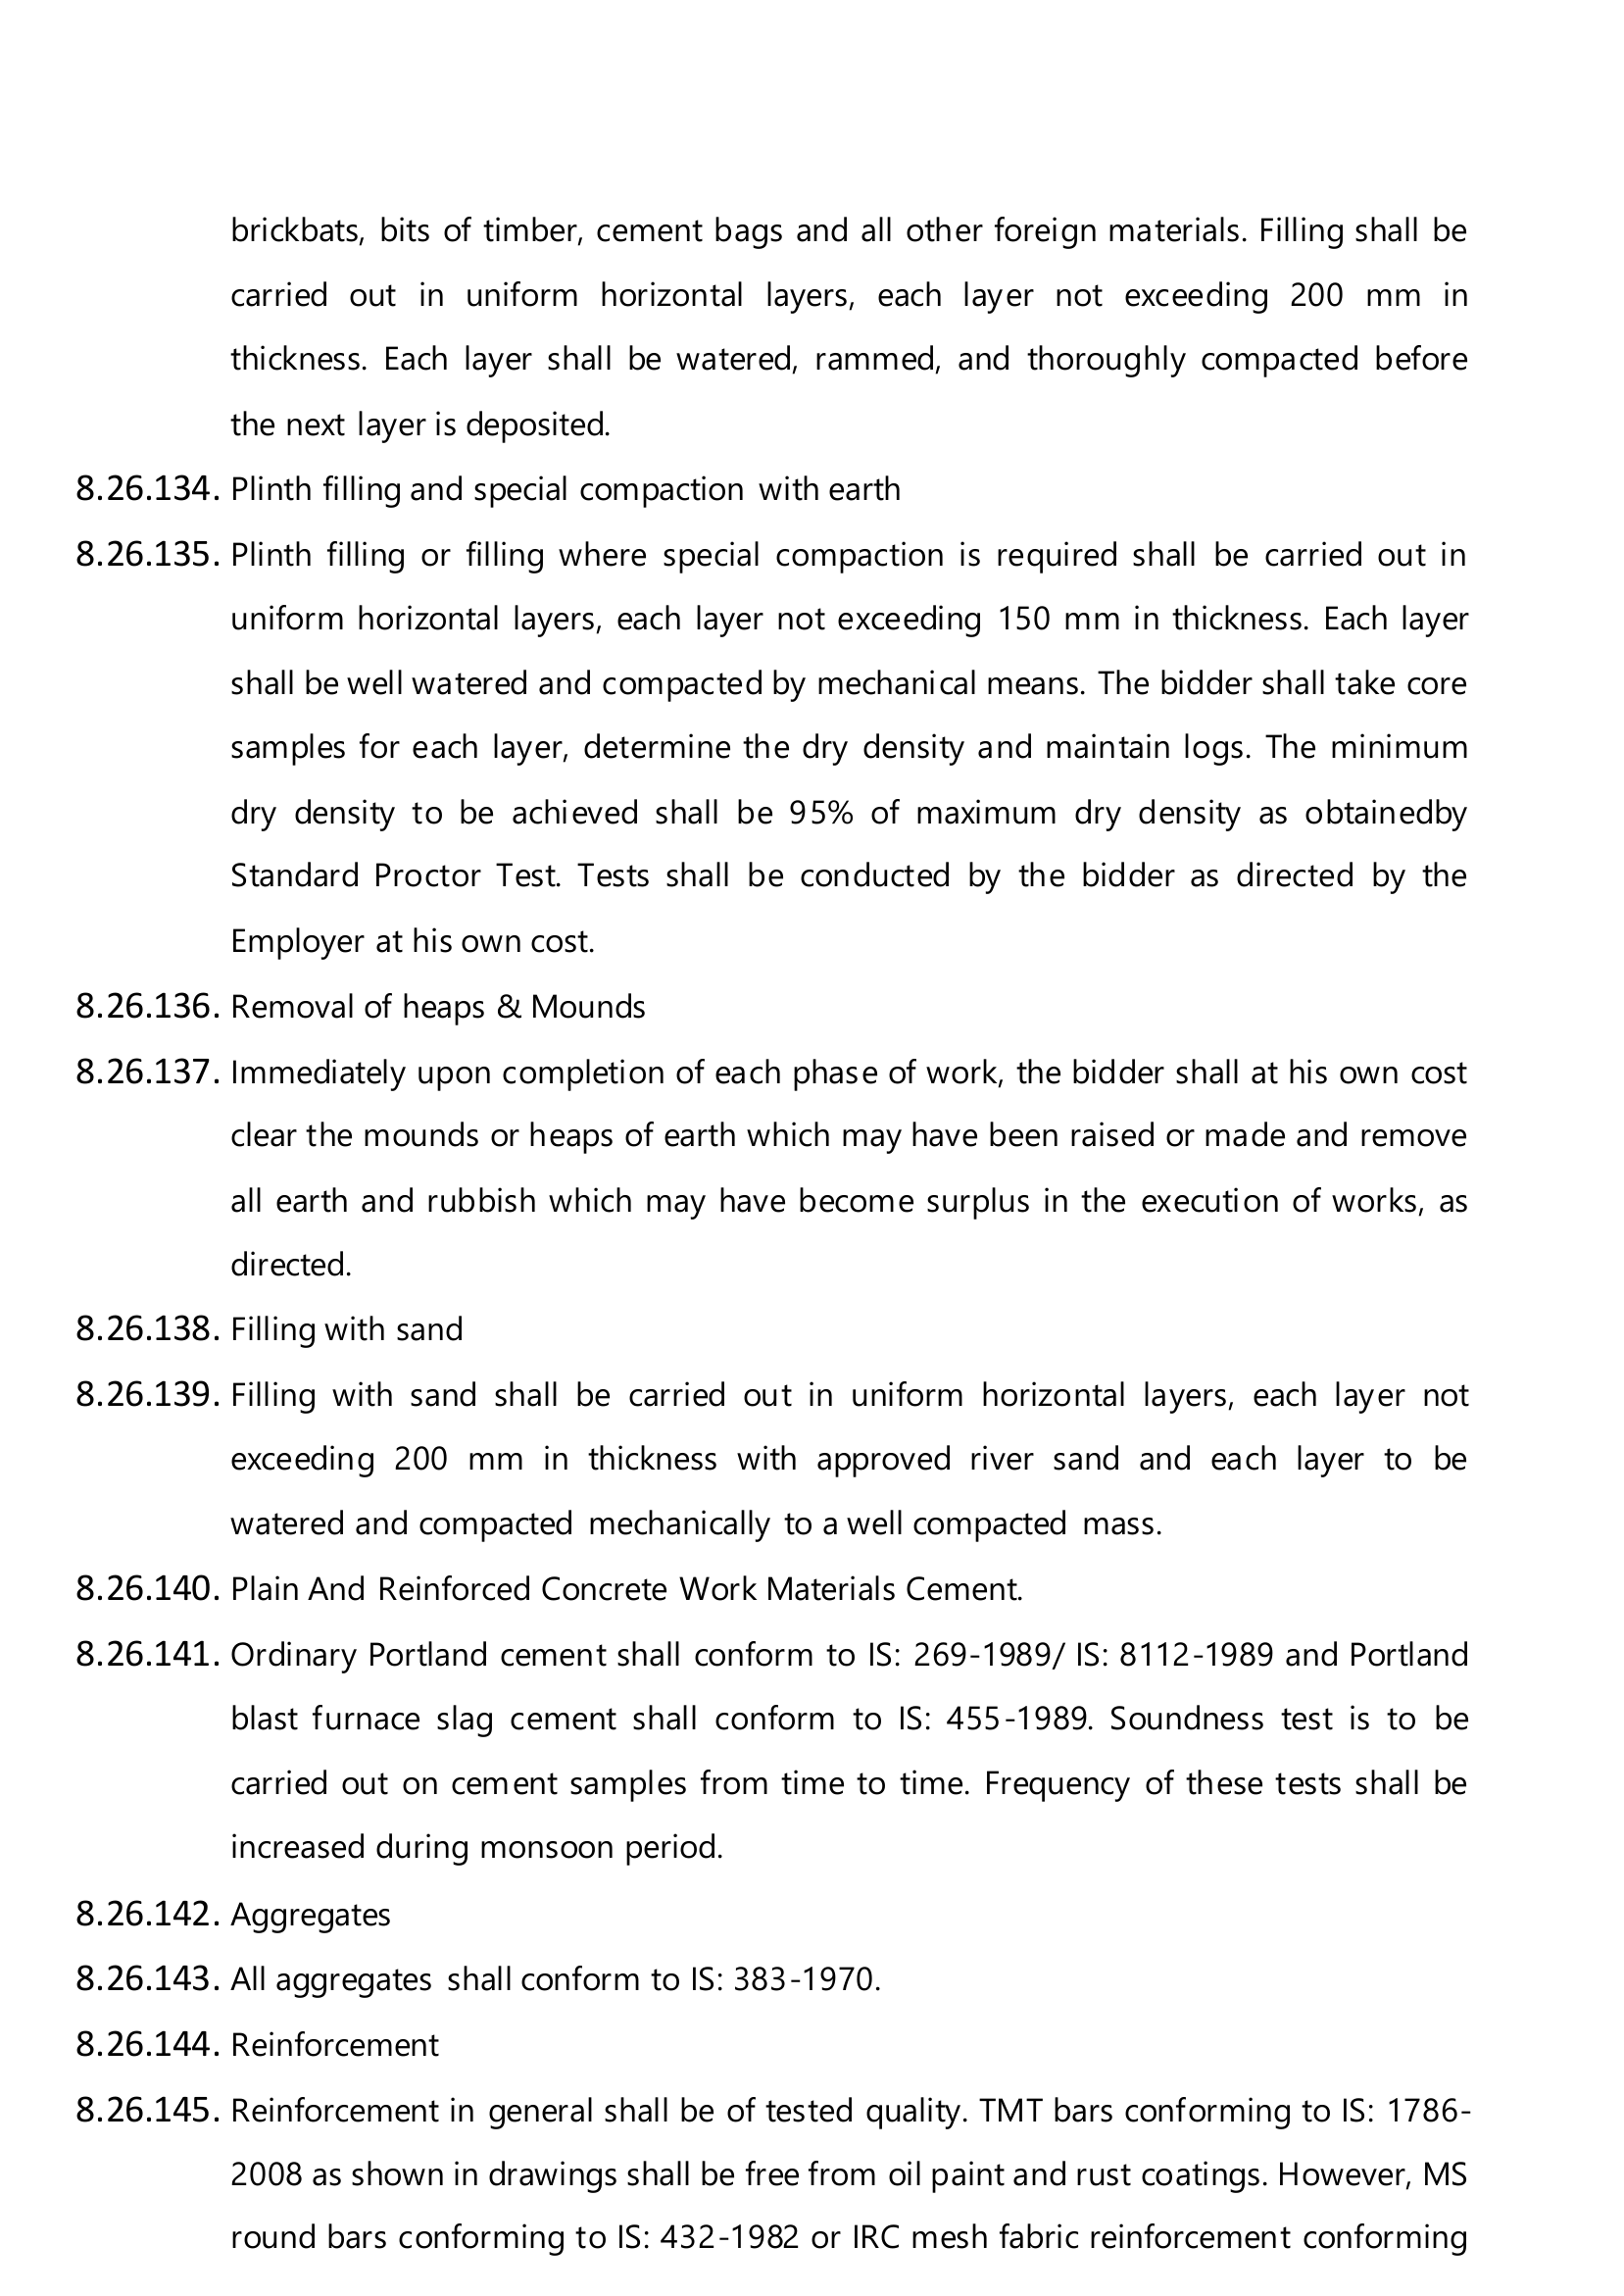 brickbats, bits of timber, cement bags and all other foreign materials. Filling shall be
carried out in uniform horizontal layers, each layer not exceeding 200 mm in
thickness. Each layer shall be watered, rammed, and thoroughly compacted before
the next layer is deposited.
8.26.134. Plinth filling and special compaction with earth
8.26.135. Plinth filling or filling where special compaction is required shall be carried out in
uniform horizontal layers, each layer not exceeding 150 mm in thickness. Each layer
shall be well watered and compacted by mechanical means. The bidder shall take core
samples for each layer, determine the dry density and maintain logs. The minimum
dry density to be achieved shall be 95% of maximum dry density as obtainedby
Standard Proctor Test. Tests shall be conducted by the bidder as directed by the
Employer at his own cost.
8.26.136. Removal of heaps & Mounds
8.26.137. Immediately upon completion of each phase of work, the bidder shall at his own cost
clear the mounds or heaps of earth which may have been raised or made and remove
all earth and rubbish which may have become surplus in the execution of works, as
directed.
8.26.138. Filling with sand
8.26.139. Filling with sand shall be carried out in uniform horizontal layers, each layer not
exceeding 200 mm in thickness with approved river sand and each layer to be
watered and compacted mechanically to a well compacted mass.
8.26.140. Plain And Reinforced Concrete Work Materials Cement.
8.26.141. Ordinary Portland cement shall conform to IS: 269-1989/ IS: 8112-1989 and Portland
blast furnace slag cement shall conform to IS: 455-1989. Soundness test is to be
carried out on cement samples from time to time. Frequency of these tests shall be
increased during monsoon period.
8.26.142. Aggregates
8.26.143. All aggregates shall conform to IS: 383-1970.
8.26.144. Reinforcement
8.26.145. Reinforcement in general shall be of tested quality. TMT bars conforming to IS: 1786-
2008 as shown in drawings shall be free from oil paint and rust coatings. However, MS
round bars conforming to IS: 432-1982 or IRC mesh fabric reinforcement conforming